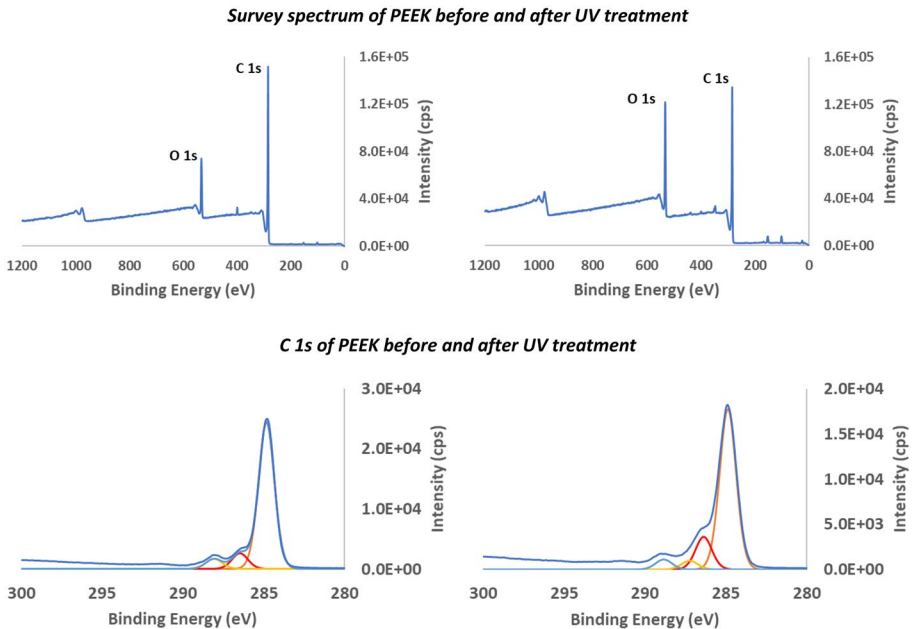 Survey spectrum of PEEK before and after UV treatment
C 1s
O 1s
1.6E+05
1.2E+05
8.0E+04
4.0E+04
0.0E+00
Intensity (cps)
1200 1000 800 600 400 200 0
Binding Energy (eV)
O 1s
C 1s
1.6E+05
1.2E+05
8.0E+04
4.0E+04
0.0E+00
Intensity (cps)
1200 1000 800 600 400 200 0
Binding Energy (eV)
C 1s of PEEK before and after UV treatment
3.0E+04
2.0E+04
1.0E+04
0.0E+00
Intensity (cps)
300 295 290 285 280
Binding Energy (eV)
2.0E+04
1.5E+04
1.0E+04
5.0E+03
0.0E+00
Intensity (cps)
300 295 290 285 280
Binding Energy (eV)